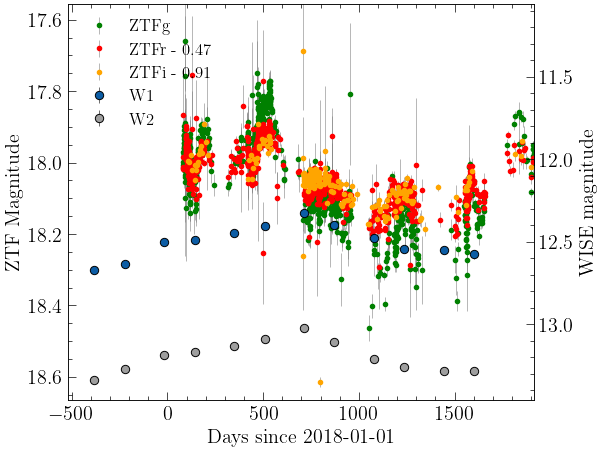 17.6
17.8
18.0
18.2
18.4
18.6
ZTF Magnitude
ZTFg
ZTFr - 0.47
ZTFi - 0.91
W1
W2
11.5
12.0
12.5
13.0
WISE magnitude
−500
0
500
1000
1500
Days since 2018-01-01